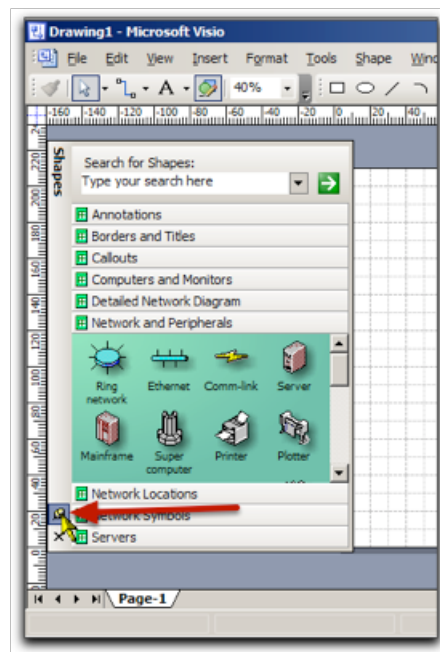 Drawing1 - Microsoft Visio
File Edit View Insert Format Tools Shape
40%
-160 -140 -120 -100 -80 -60 -40 -20 0 20 40
Shapes
Search for Shapes:
Type your search here
Annotations
Borders and Titles
Callouts
Computers and Monitors
Detailed Network Diagram
Network and Peripherals
Ring network Ethernet Comm-link Server
Mainframe Super computer Printer Plotter
Network Locations
Network Symbols
Servers
Page-1